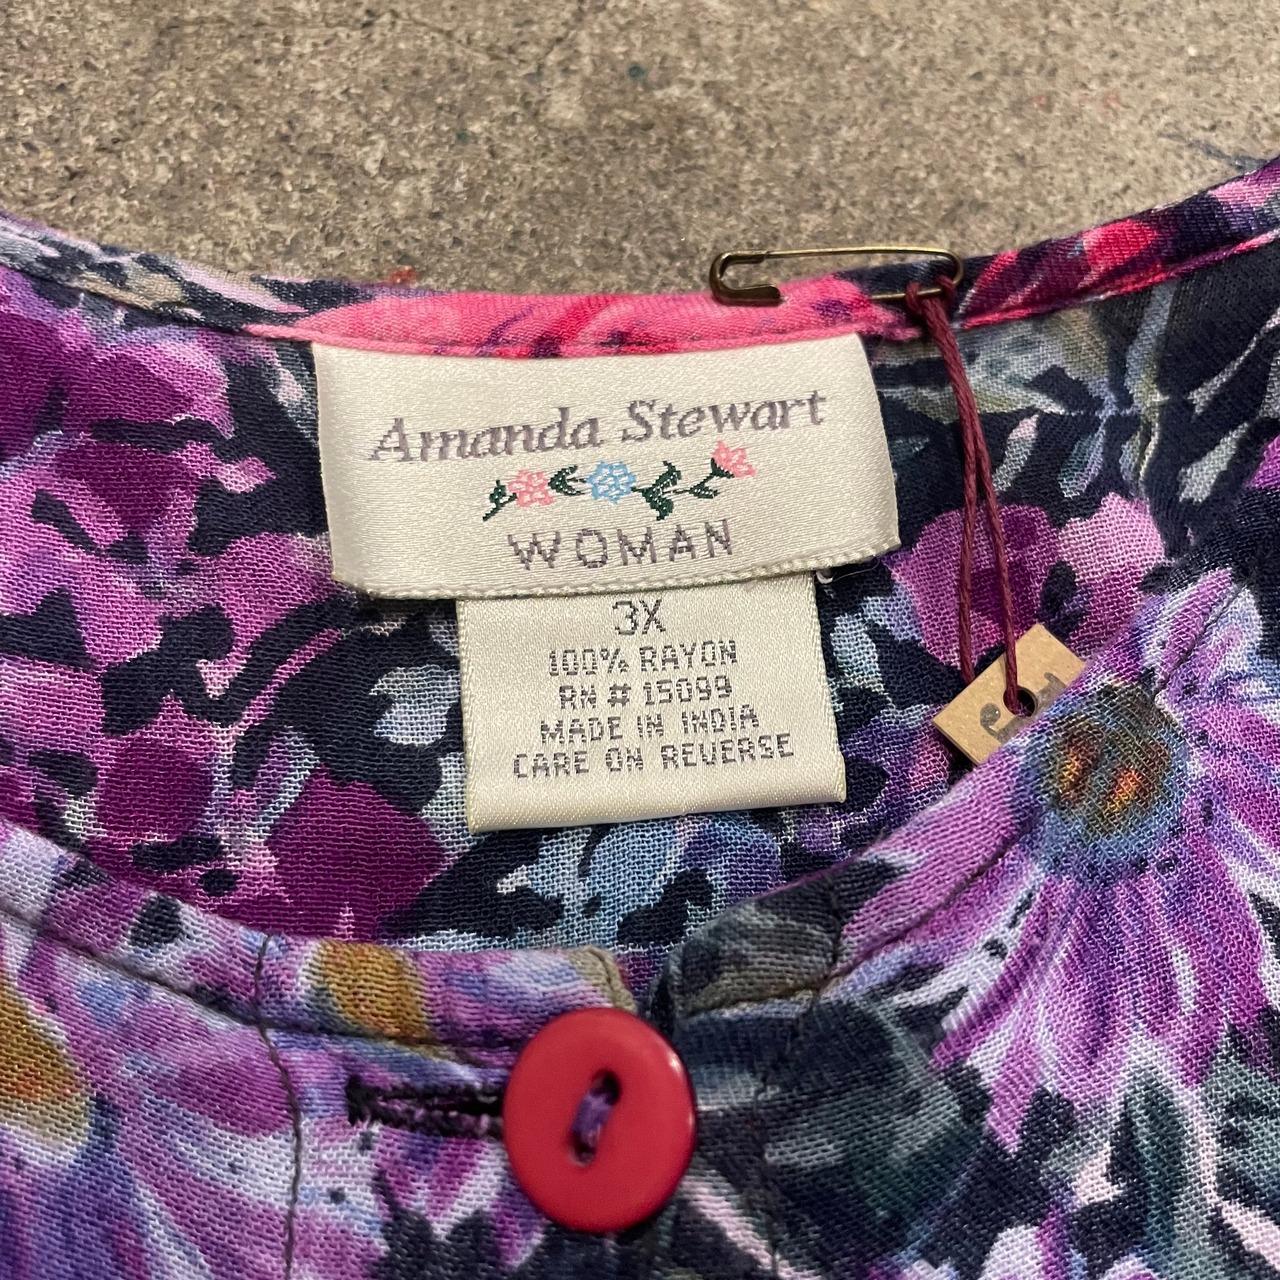 Amanda Stewart
WOMAN
3X
100% RAYON
RN # 15099
MADE IN INDIA
CARE ON REVERSE